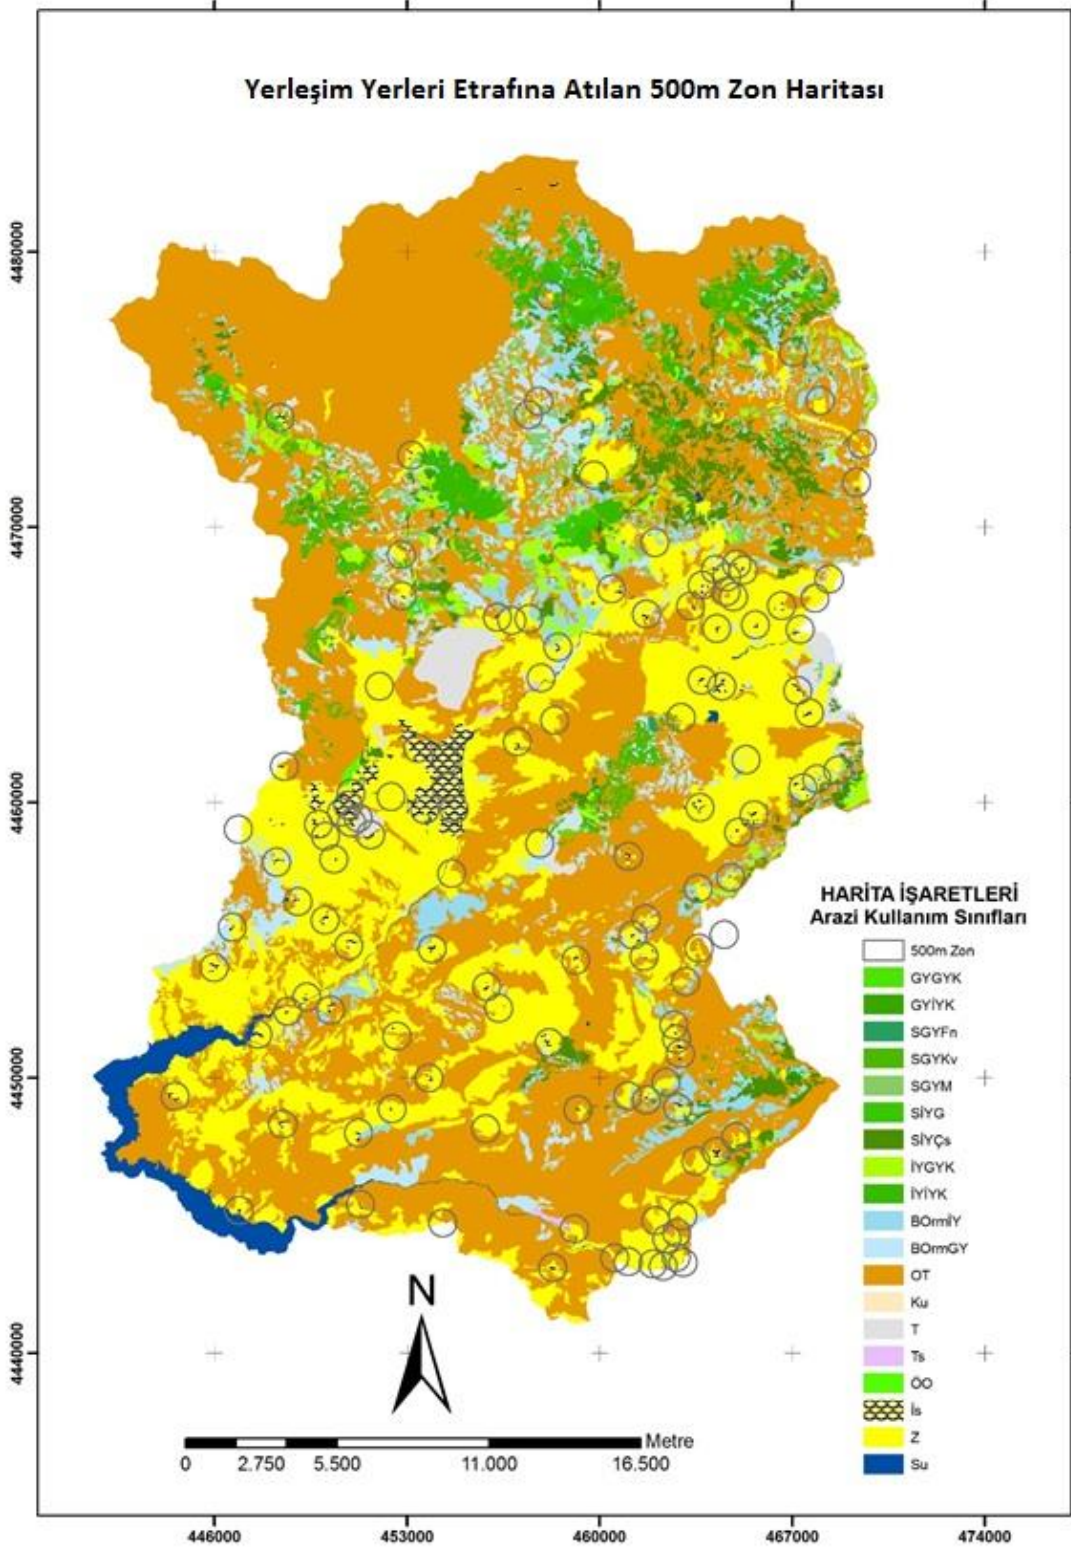 Yerleşim Yerleri Etrafına Atılan 500m Zon Haritası
4480000
4470000
4460000
4450000
4440000
HARİTA İŞARETLERİ
Arazi Kullanım Sınıfları
500m Zon
GYGYK
GYİYK
SGYFn
SGYKv
SGYM
SİYG
SİYÇs
İYGYK
İYİYK
BOrmİY
BOrmGY
OT
Ku
T
Ts
ÖO
İs
Z
Su
N
Metre
0 2.750 5.500 11.000 16.500
446000 453000 460000 467000 474000